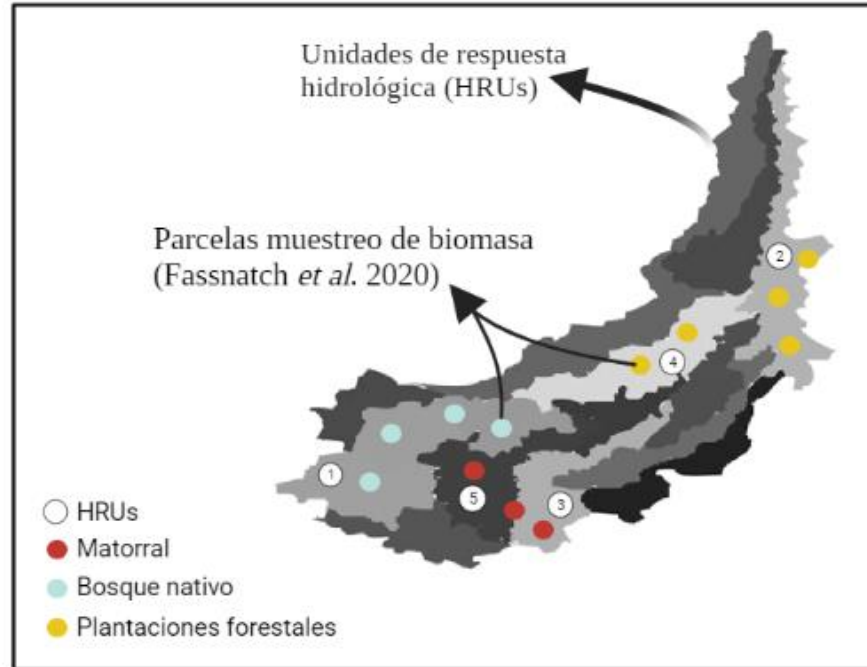 Unidades de respuesta
hidrológica (HRUs)
Parcelas muestreo de biomasa
(Fassnatch et al. 2020)
2
4
1
5
3
HRUs
Matorral
Bosque nativo
Plantaciones forestales